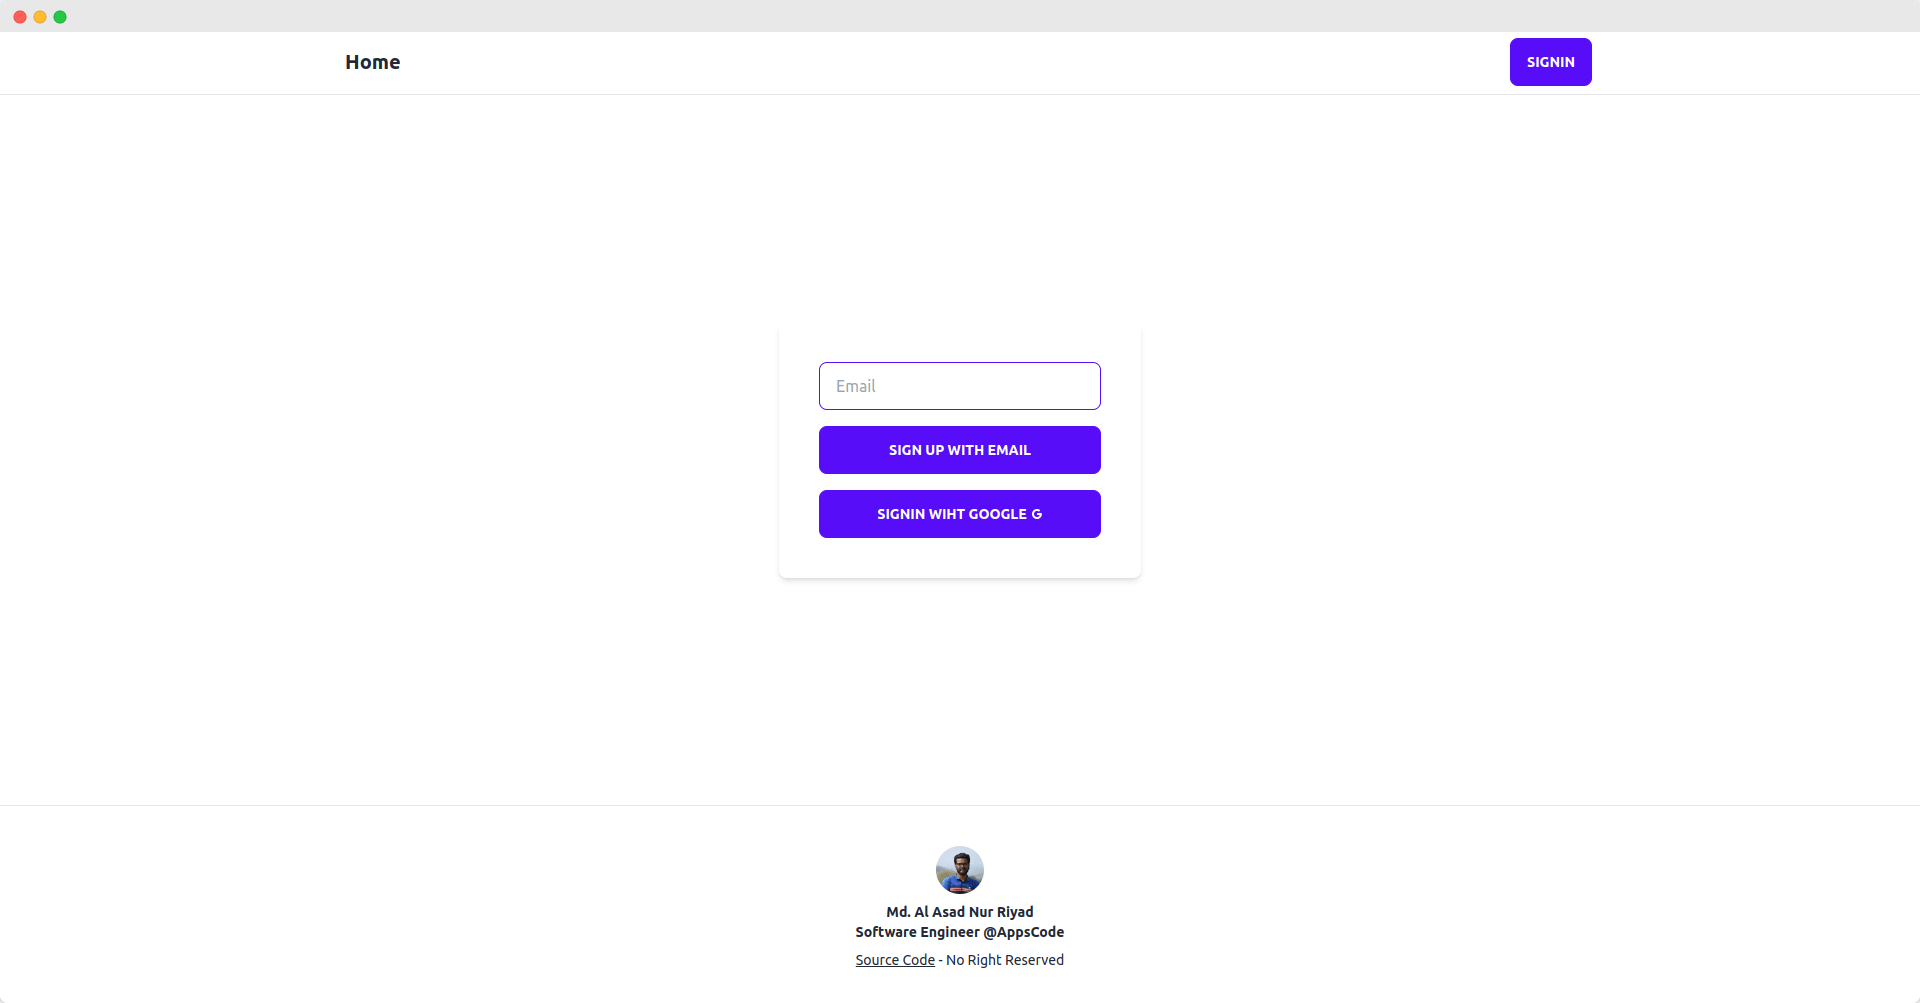 Home
SIGNIN
Email
SIGN UP WITH EMAIL
SIGNIN WIHT GOOGLE G
Md. Al Asad Nur Riyad
Software Engineer @AppsCode
Source Code - No Right Reserved